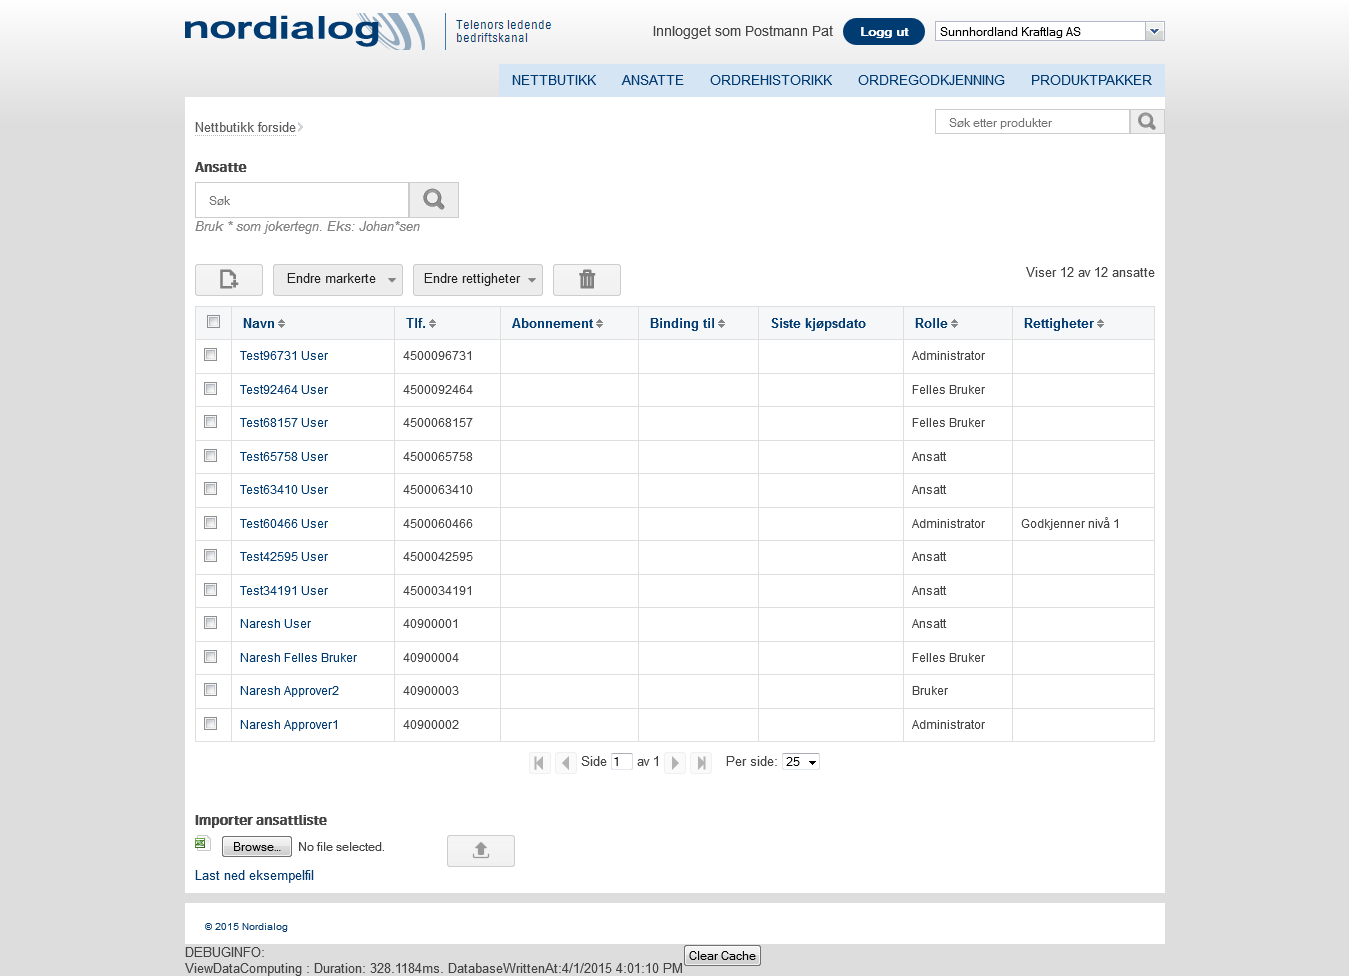 nordialog
Telenors ledende
bedriftskanal
Innlogget som Postmann Pat
Logg ut
Sunnhordland Kraftlag AS
NETTBUTIKK ANSATTE ORDREHISTORIKK ORDREGODKJENNING PRODUKTPAKKER
Nettbutikk forside
Søk etter produkter
Ansatte
Søk
Bruk * som jokertegn. Eks: Johan*sen
Endre markerte Endre rettigheter
Viser 12 av 12 ansatte
Navn Tlf. Abonnement Binding til Siste kjøpsdato Rolle Rettigheter
Test96731 User 4500096731 Administrator
Test92464 User 4500092464 Felles Bruker
Test68157 User 4500068157 Felles Bruker
Test65758 User 4500065758 Ansatt
Test63410 User 4500063410 Ansatt
Test60466 User 4500060466 Administrator Godkjenner nivå 1
Test42595 User 4500042595 Ansatt
Test34191 User 4500034191 Ansatt
Naresh User 40900001 Ansatt
Naresh Felles Bruker 40900004 Felles Bruker
Naresh Approver2 40900003 Bruker
Naresh Approver1 40900002 Administrator
Side 1 av 1 Per side: 25
Importer ansattliste
Browse... No file selected.
Last ned eksempelfil
© 2015 Nordialog
DEBUGINFO:
ViewDataComputing : Duration: 328.1184ms. DatabaseWrittenAt:4/1/2015 4:01:10 PM Clear Cache